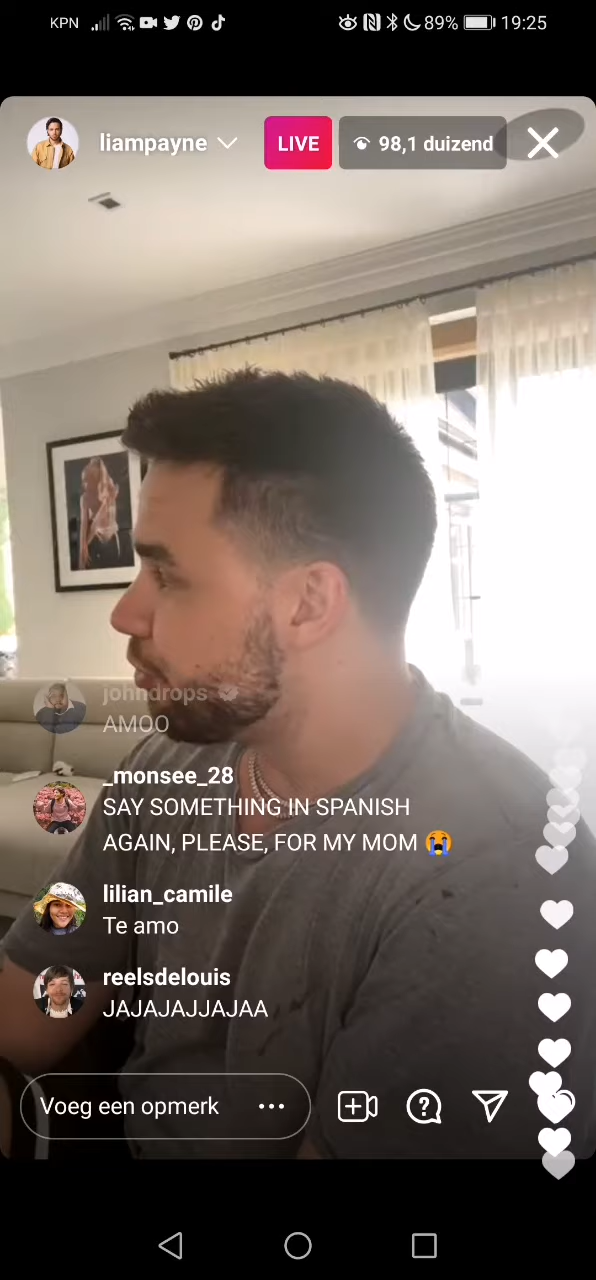 KPN 89% 19:25
liampayne LIVE 98,1 duizend
johndrops
AMOO
_monsee_28
SAY SOMETHING IN SPANISH
AGAIN, PLEASE, FOR MY MOM 😭
lilian_camile
Te amo
reelsdelouis
JAJAJAJJAJAA
Voeg een opmerk